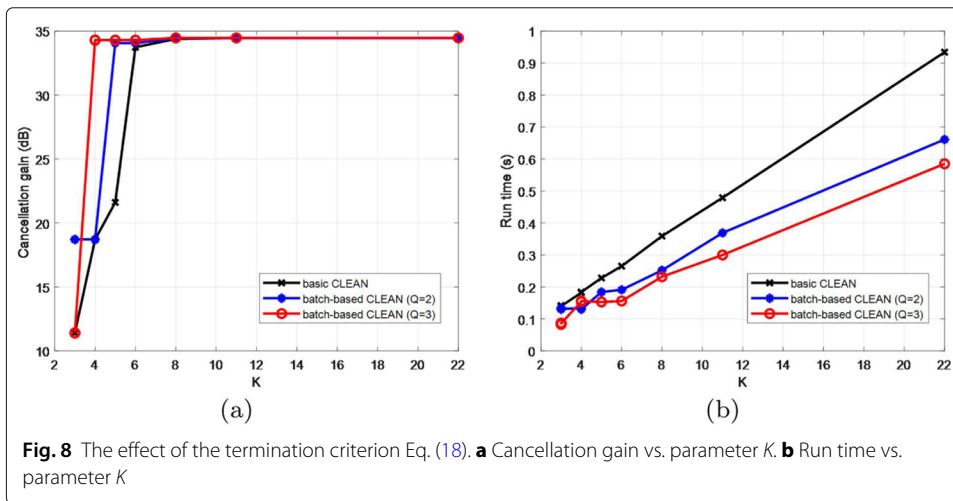 35
30
25
20
15
10
Cancellation gain (dB)
basic CLEAN
batch-based CLEAN (Q=2)
batch-based CLEAN (Q=3)
2 4 6 8 10 12 14 16 18 20 22
K
(a)
1
0.9
0.8
0.7
0.6
0.5
0.4
0.3
0.2
0.1
0
Run time (s)
basic CLEAN
batch-based CLEAN (Q=2)
batch-based CLEAN (Q=3)
2 4 6 8 10 12 14 16 18 20 22
K
(b)
Fig. 8 The effect of the termination criterion Eq. (18). a Cancellation gain vs. parameter K. b Run time vs.
parameter K